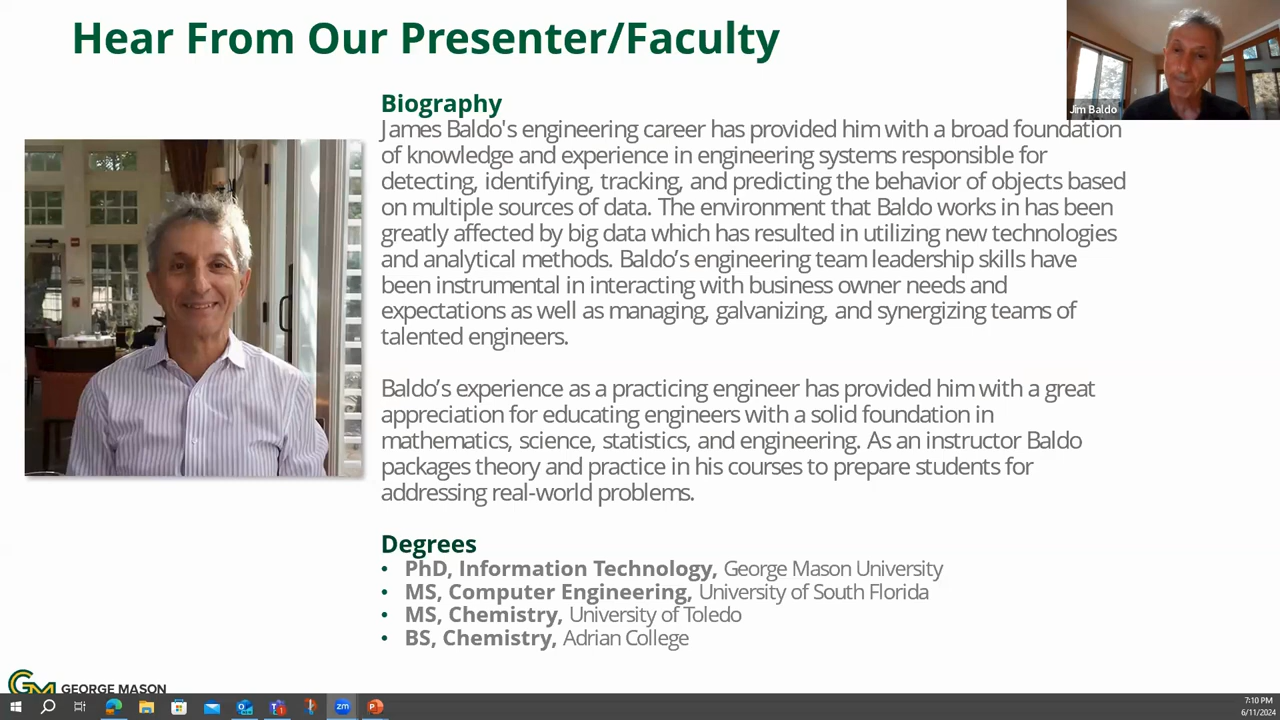 Hear From Our Presenter/Faculty
Jim Baldo
Biography
James Baldo's engineering career has provided him with a broad foundation
of knowledge and experience in engineering systems responsible for
detecting, identifying, tracking, and predicting the behavior of objects based
on multiple sources of data. The environment that Baldo works in has been
greatly affected by big data which has resulted in utilizing new technologies
and analytical methods. Baldo’s engineering team leadership skills have
been instrumental in interacting with business owner needs and
expectations as well as managing, galvanizing, and synergizing teams of
talented engineers.
Baldo’s experience as a practicing engineer has provided him with a great
appreciation for educating engineers with a solid foundation in
mathematics, science, statistics, and engineering. As an instructor Baldo
packages theory and practice in his courses to prepare students for
addressing real-world problems.
Degrees
• PhD, Information Technology, George Mason University
• MS, Computer Engineering, University of South Florida
• MS, Chemistry, University of Toledo
• BS, Chemistry, Adrian College
GEORGE MASON
zm
7:10 PM
6/11/2024